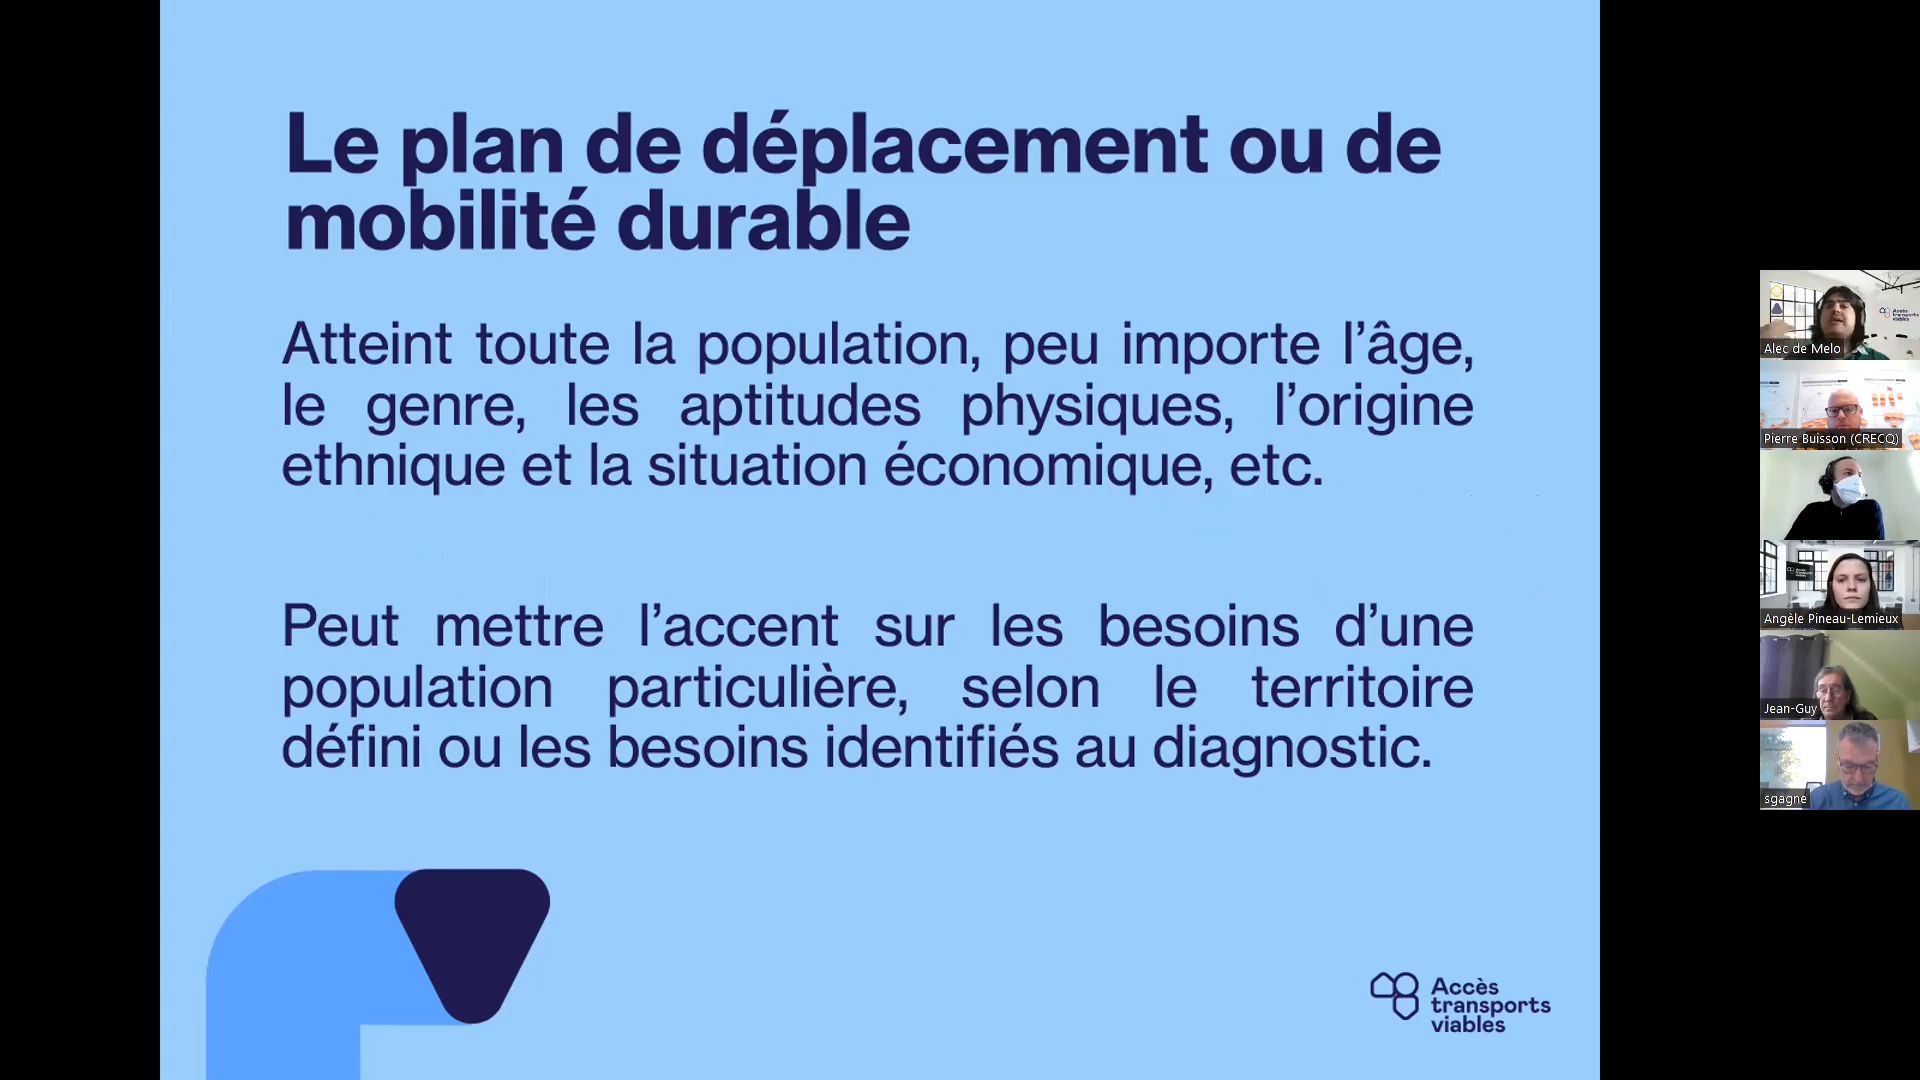 Le plan de déplacement ou de
mobilité durable
Atteint toute la population, peu importe l’âge,
le genre, les aptitudes physiques, l’origine
ethnique et la situation économique, etc.
Peut mettre l’accent sur les besoins d’une
population particulière, selon le territoire
défini ou les besoins identifiés au diagnostic.
Accès
transports
viables
Accès
transports
viables
Alec de Melo
Pierre Buisson (CRECQ)
Angèle Pineau-Lemieux
Jean-Guy
sgagne